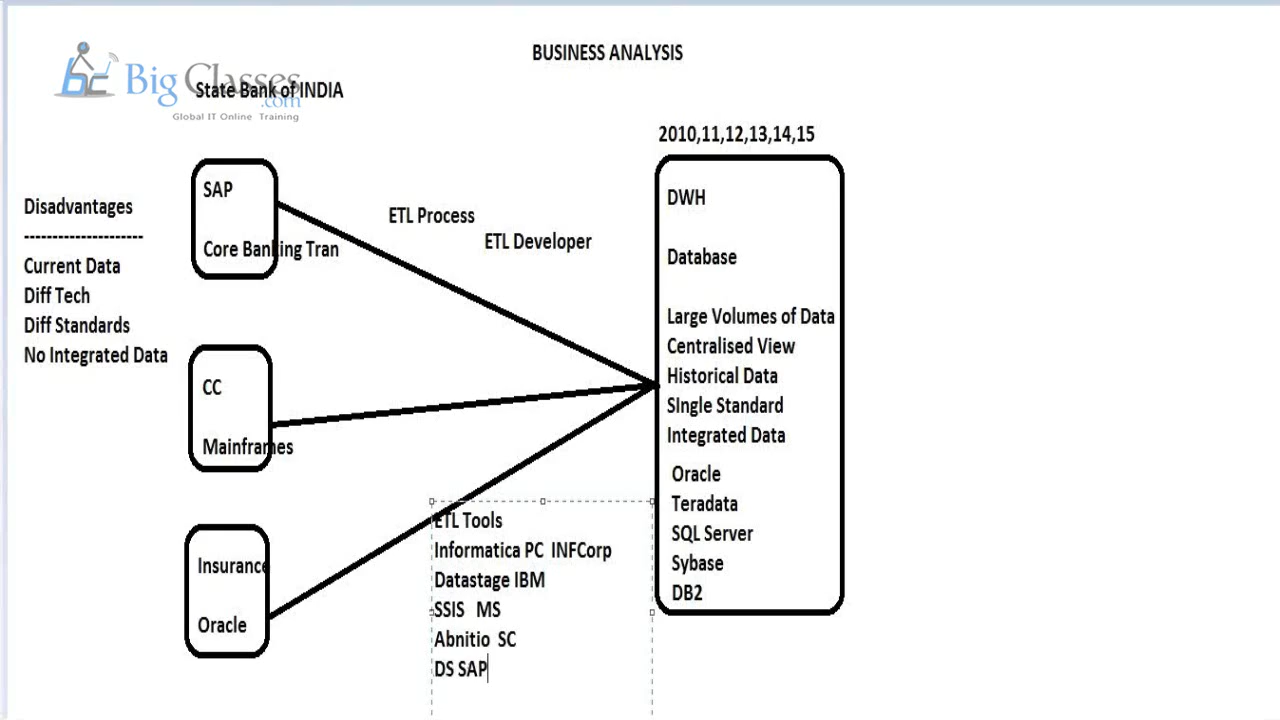 BUSINESS ANALYSIS
bc Big Classes
.com
Global IT Online Training
State Bank of INDIA
2010,11,12,13,14,15
Disadvantages
----------------------
Current Data
Diff Tech
Diff Standards
No Integrated Data
SAP
Core Banking Tran
CC
Mainframes
Insurance
Oracle
ETL Process
ETL Developer
ETL Tools
Informatica PC INFCorp
Datastage IBM
SSIS MS
Abnitio SC
DS SAP
DWH
Database
Large Volumes of Data
Centralised View
Historical Data
SIngle Standard
Integrated Data
Oracle
Teradata
SQL Server
Sybase
DB2